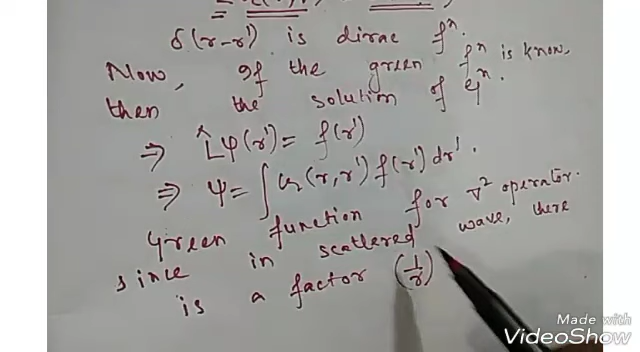 δ(r-r') is dirac fⁿ.
Now, If the green fⁿ is know,
then the solution of eqⁿ.
⇒ L̂ψ(r') = f(r')
⇒ ψ = ∫ G(r, r') f(r') dr'.
Green function for ∇² operator.
since in scattered wave, there
is a factor (1/r)
Made with
VideoShow